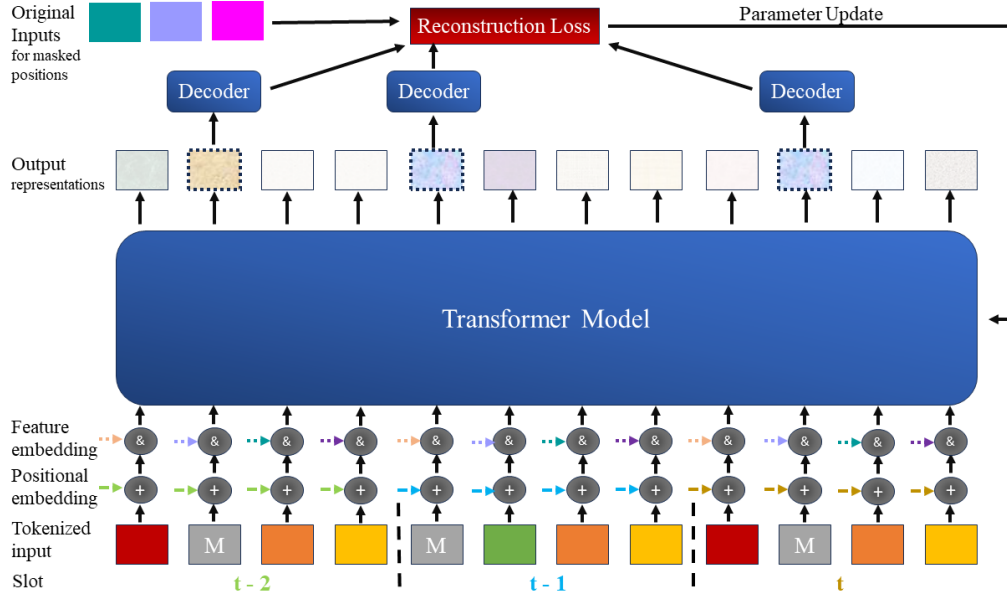 Original
Inputs
for masked
positions
Reconstruction Loss
Parameter Update
Decoder Decoder Decoder
Output
representations
Transformer Model
Feature
embedding
& & & & & & & & & & & &
Positional
embedding
+ + + + + + + + + + + +
Tokenized
input
M M M
Slot t - 2 t - 1 t